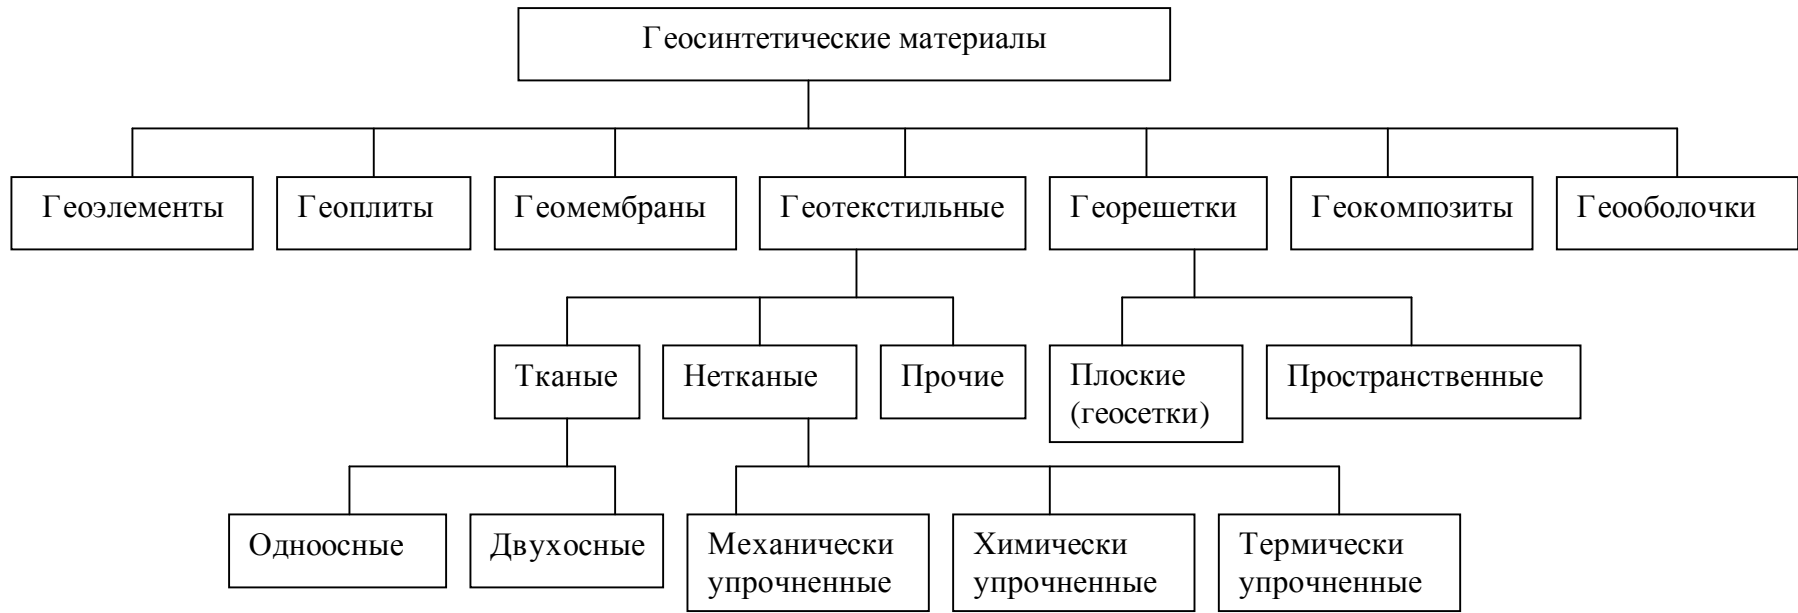 Геосинтетические материалы
Геоэлементы
Геоплиты
Геомембраны
Геотекстильные
Георешетки
Геокомпозиты
Геооболочки
Тканые
Нетканые
Прочие
Плоские
(геосетки)
Пространственные
Одноосные
Двухосные
Механически
упрочненные
Химически
упрочненные
Термически
упрочненные